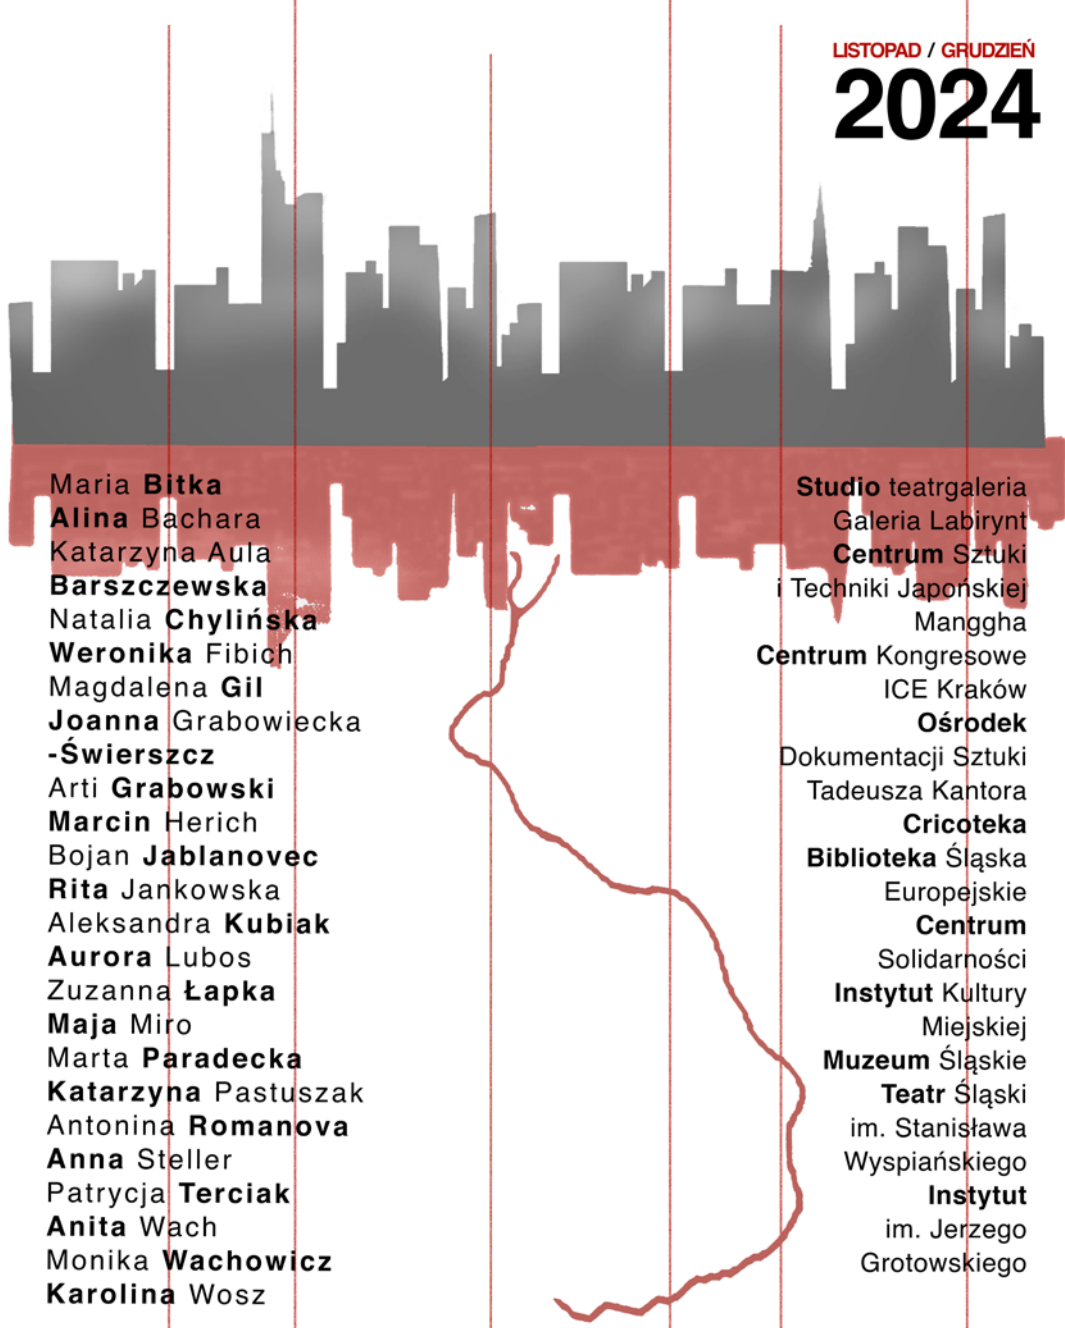 LISTOPAD / GRUDZIEŃ
2024
Maria Bitka
Alina Bachara
Katarzyna Aula
Barszczewska
Natalia Chylińska
Weronika Fibich
Magdalena Gil
Joanna Grabowiecka
-Świerszcz
Arti Grabowski
Marcin Herich
Bojan Jablanovec
Rita Jankowska
Aleksandra Kubiak
Aurora Lubos
Zuzanna Łapka
Maja Miro
Marta Paradecka
Katarzyna Pastuszak
Antonina Romanova
Anna Steller
Patrycja Terciak
Anita Wach
Monika Wachowicz
Karolina Wosz
Studio teatrgaleria
Galeria Labirynt
Centrum Sztuki
i Techniki Japońskiej
Manggha
Centrum Kongresowe
ICE Kraków
Ośrodek
Dokumentacji Sztuki
Tadeusza Kantora
Cricoteka
Biblioteka Śląska
Europejskie
Centrum
Solidarności
Instytut Kultury
Miejskiej
Muzeum Śląskie
Teatr Śląski
im. Stanisława
Wyspiańskiego
Instytut
im. Jerzego
Grotowskiego